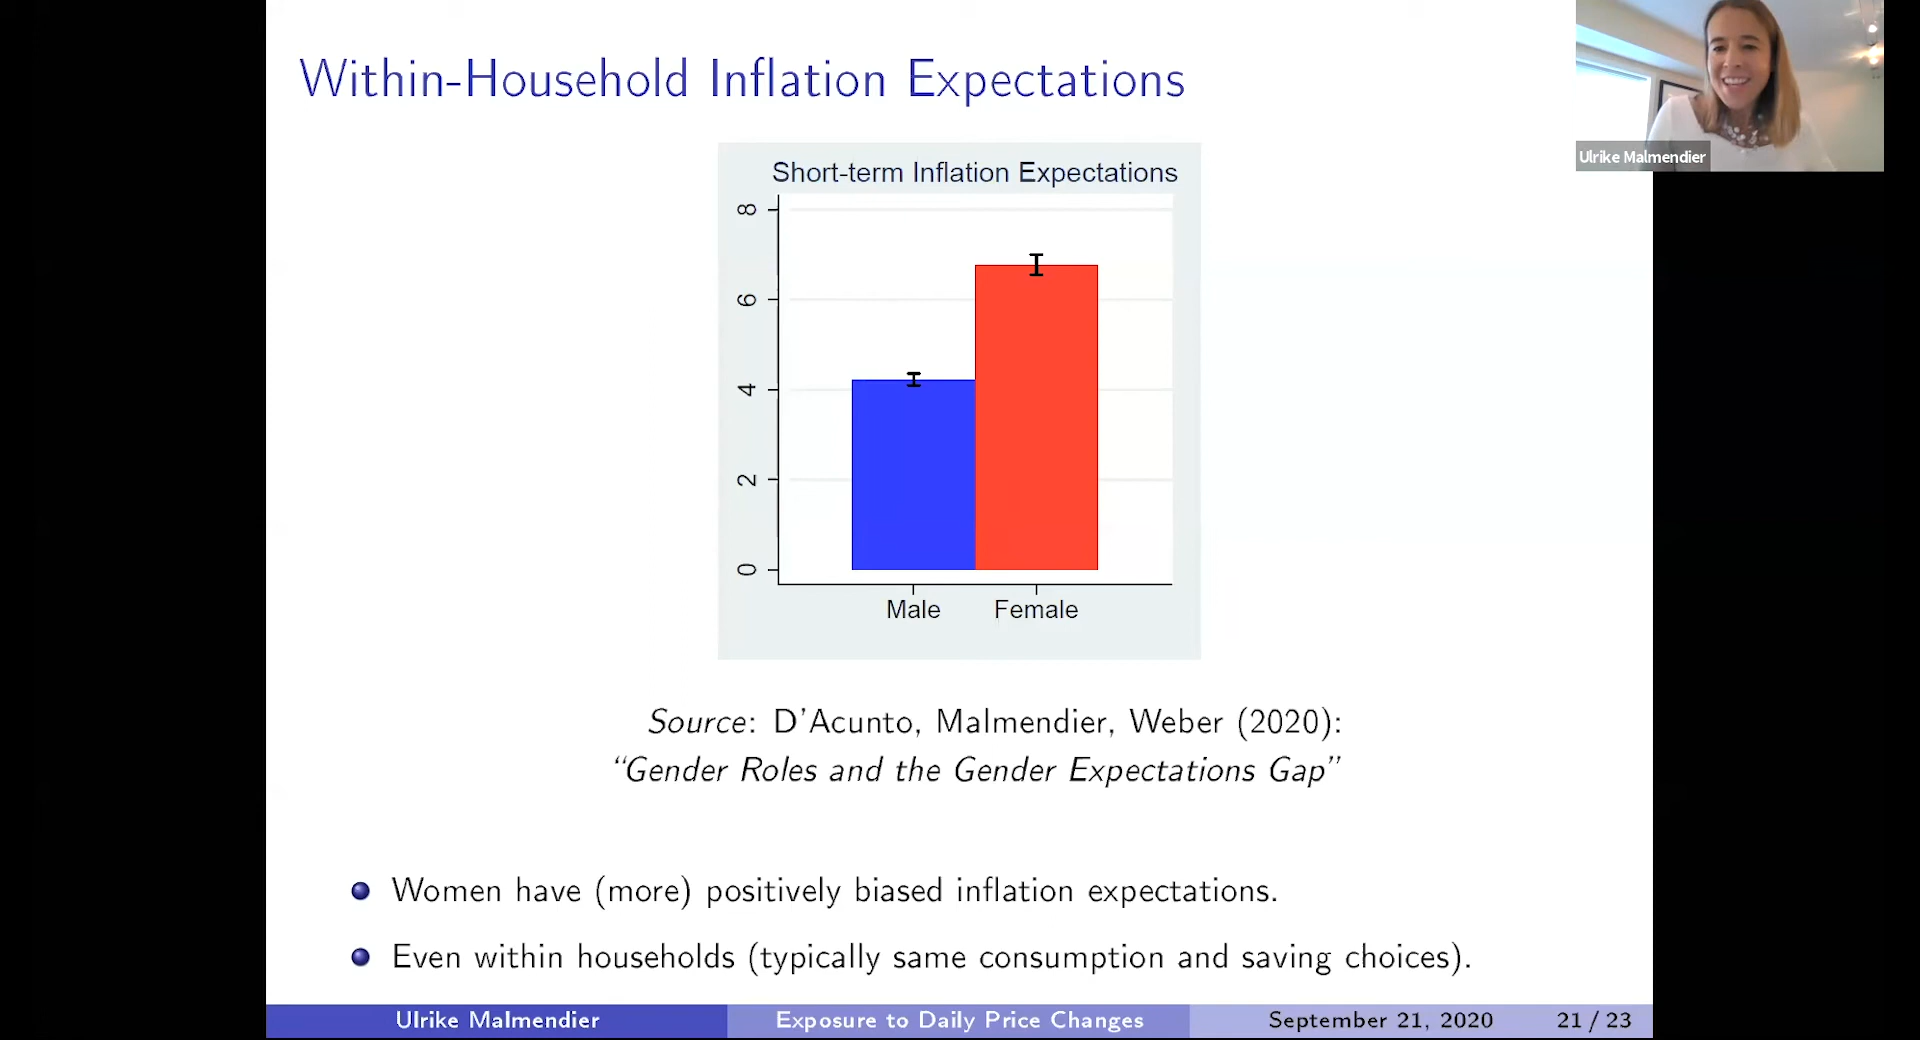 Within-Household Inflation Expectations
Ulrike Malmendier
Short-term Inflation Expectations
8
6
4
2
0
Male Female
Source: D'Acunto, Malmendier, Weber (2020):
“Gender Roles and the Gender Expectations Gap”
Women have (more) positively biased inflation expectations.
Even within households (typically same consumption and saving choices).
Ulrike Malmendier Exposure to Daily Price Changes September 21, 2020 21 / 23